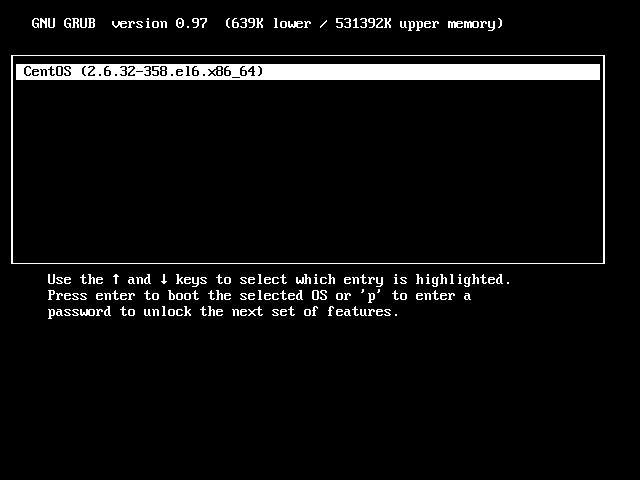 GNU GRUB  version 0.97  (639K lower / 531392K upper memory)
CentOS (2.6.32-358.el6.x86_64)
Use the ↑ and ↓ keys to select which entry is highlighted.
Press enter to boot the selected OS or 'p' to enter a
password to unlock the next set of features.